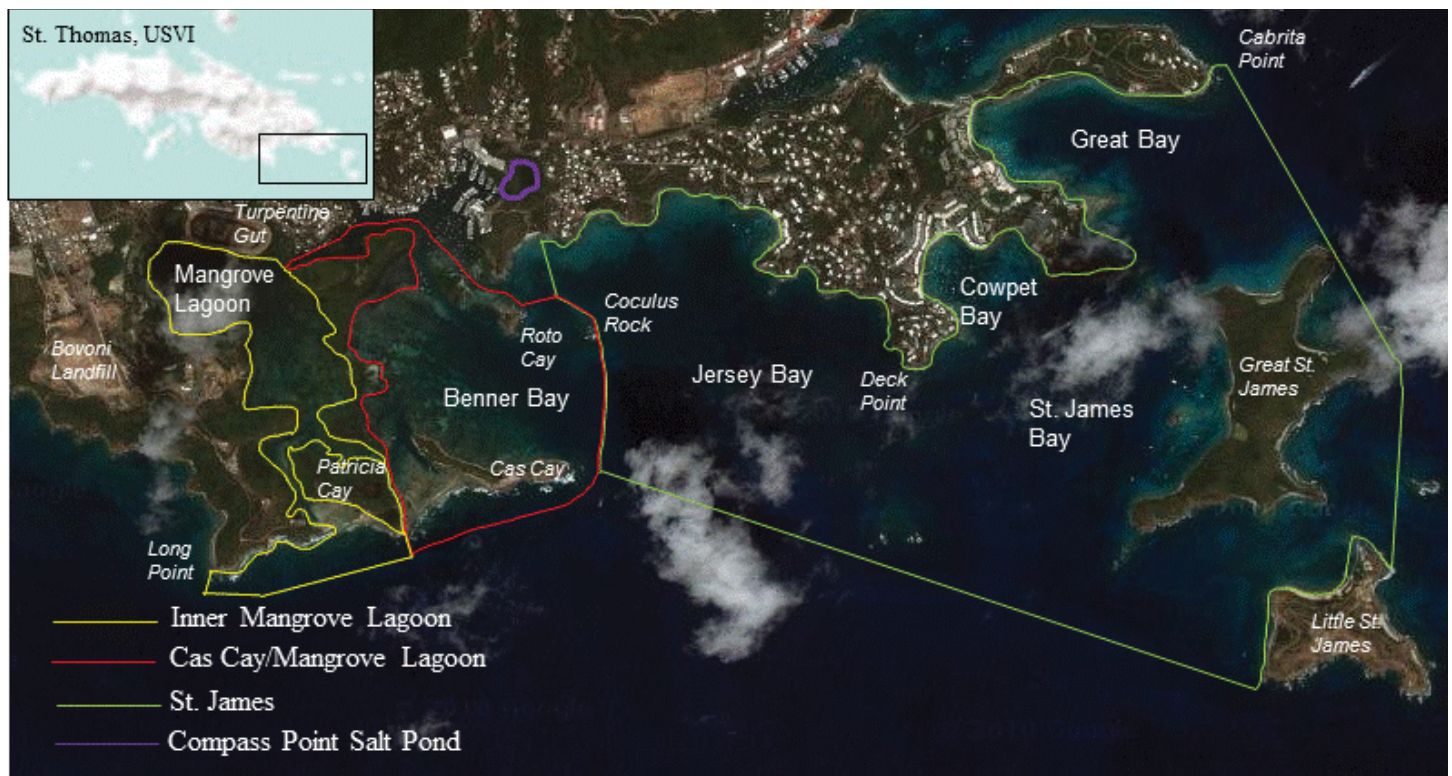 St. Thomas, USVI
Cabrita
Point
Great Bay
Turpentine
Gut
Mangrove
Lagoon
Bovoni
Landfill
Coculus
Rock
Roto
Cay
Benner Bay
Jersey Bay
Cowpet
Bay
Deck
Point
St. James
Bay
Great St.
James
Patricia
Cay
Cas Cay
Long
Point
Little St.
James
Inner Mangrove Lagoon
Cas Cay/Mangrove Lagoon
St. James
Compass Point Salt Pond